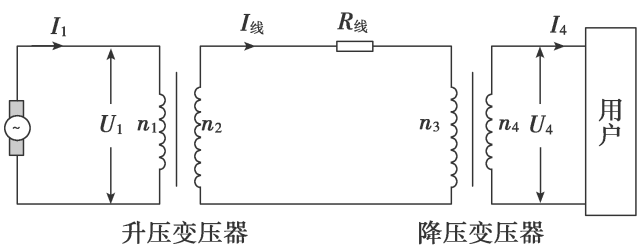 I₁ I线 R线 I₄
U₁ n₁ n₂ n₃ n₄ U₄ 用户
~
升压变压器 降压变压器